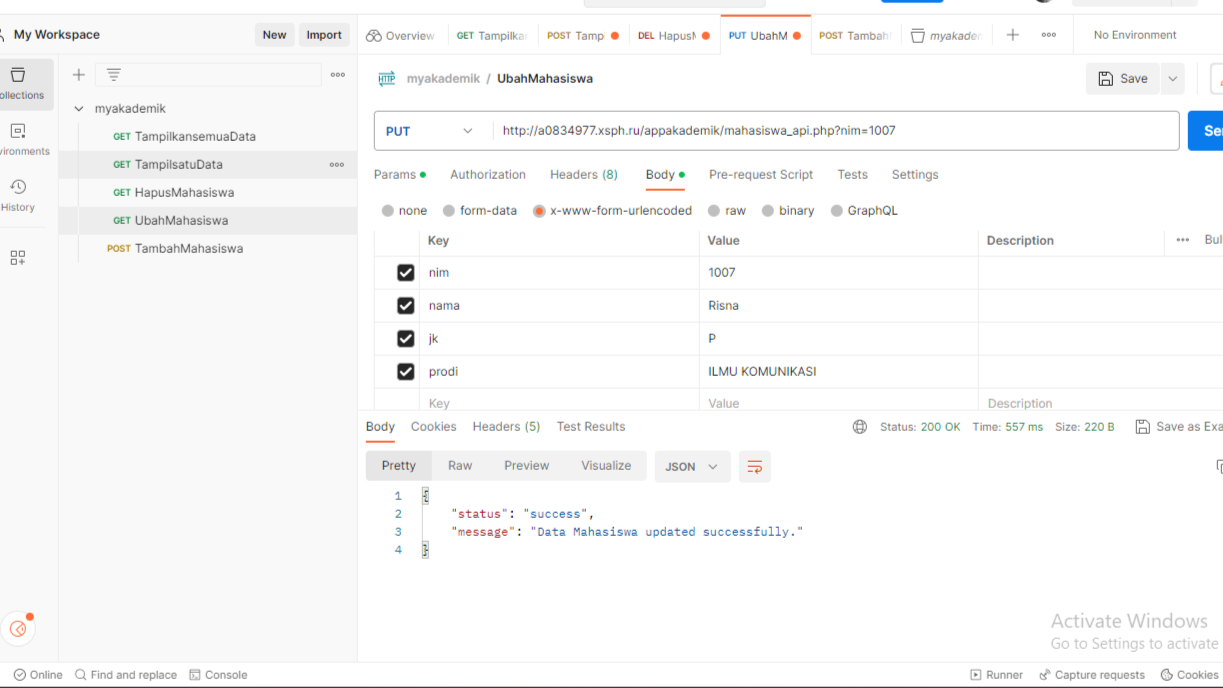 My Workspace New Import Overview GET Tampilkan POST Tamp DEL HapusM PUT UbahM POST Tambah myakaden No Environment
myakademik / UbahMahasiswa Save
Collections
myakademik
GET TampilkansemuaData
GET TampilsatuData
GET HapusMahasiswa
GET UbahMahasiswa
POST TambahMahasiswa
vironments
History
PUT http://a0834977.xsph.ru/appakademik/mahasiswa_api.php?nim=1007 Se
Params Authorization Headers (8) Body Pre-request Script Tests Settings
none form-data x-www-form-urlencoded raw binary GraphQL
Key Value Description Bul
nim 1007
nama Risna
jk P
prodi ILMU KOMUNIKASI
Key Value Description
Body Cookies Headers (5) Test Results Status: 200 OK Time: 557 ms Size: 220 B Save as Exa
Pretty Raw Preview Visualize JSON
1 {
2 "status": "success",
3 "message": "Data Mahasiswa updated successfully."
4 }
Activate Windows
Go to Settings to activate
Online Find and replace Console Runner Capture requests Cookies